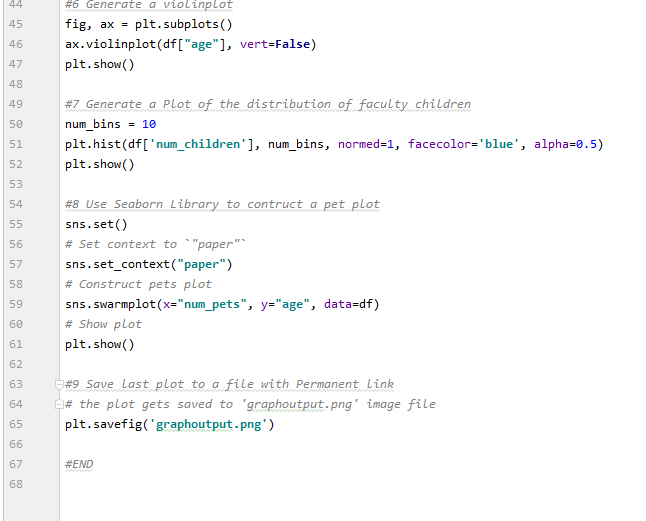 44 #6 Generate a violinplot
45 fig, ax = plt.subplots()
46 ax.violinplot(df["age"], vert=False)
47 plt.show()
48
49 #7 Generate a Plot of the distribution of faculty children
50 num_bins = 10
51 plt.hist(df['num_children'], num_bins, normed=1, facecolor='blue', alpha=0.5)
52 plt.show()
53
54 #8 Use Seaborn Library to contruct a pet plot
55 sns.set()
56 # Set context to `"paper"`
57 sns.set_context("paper")
58 # Construct pets plot
59 sns.swarmplot(x="num_pets", y="age", data=df)
60 # Show plot
61 plt.show()
62
63 #9 Save last plot to a file with Permanent link
64 # the plot gets saved to 'graphoutput.png' image file
65 plt.savefig('graphoutput.png')
66
67 #END
68